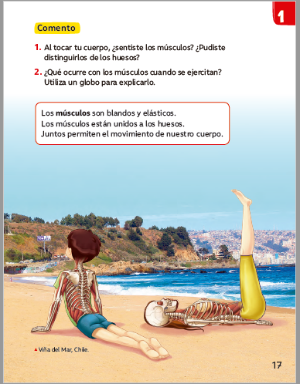 1
Comento
1. Al tocar tu cuerpo, ¿sentiste los músculos? ¿Pudiste
distinguirlos de los huesos?
2. ¿Qué ocurre con los músculos cuando se ejercitan?
Utiliza un globo para explicarlo.
Los músculos son blandos y elásticos.
Los músculos están unidos a los huesos.
Juntos permiten el movimiento de nuestro cuerpo.
• Viña del Mar, Chile.
17